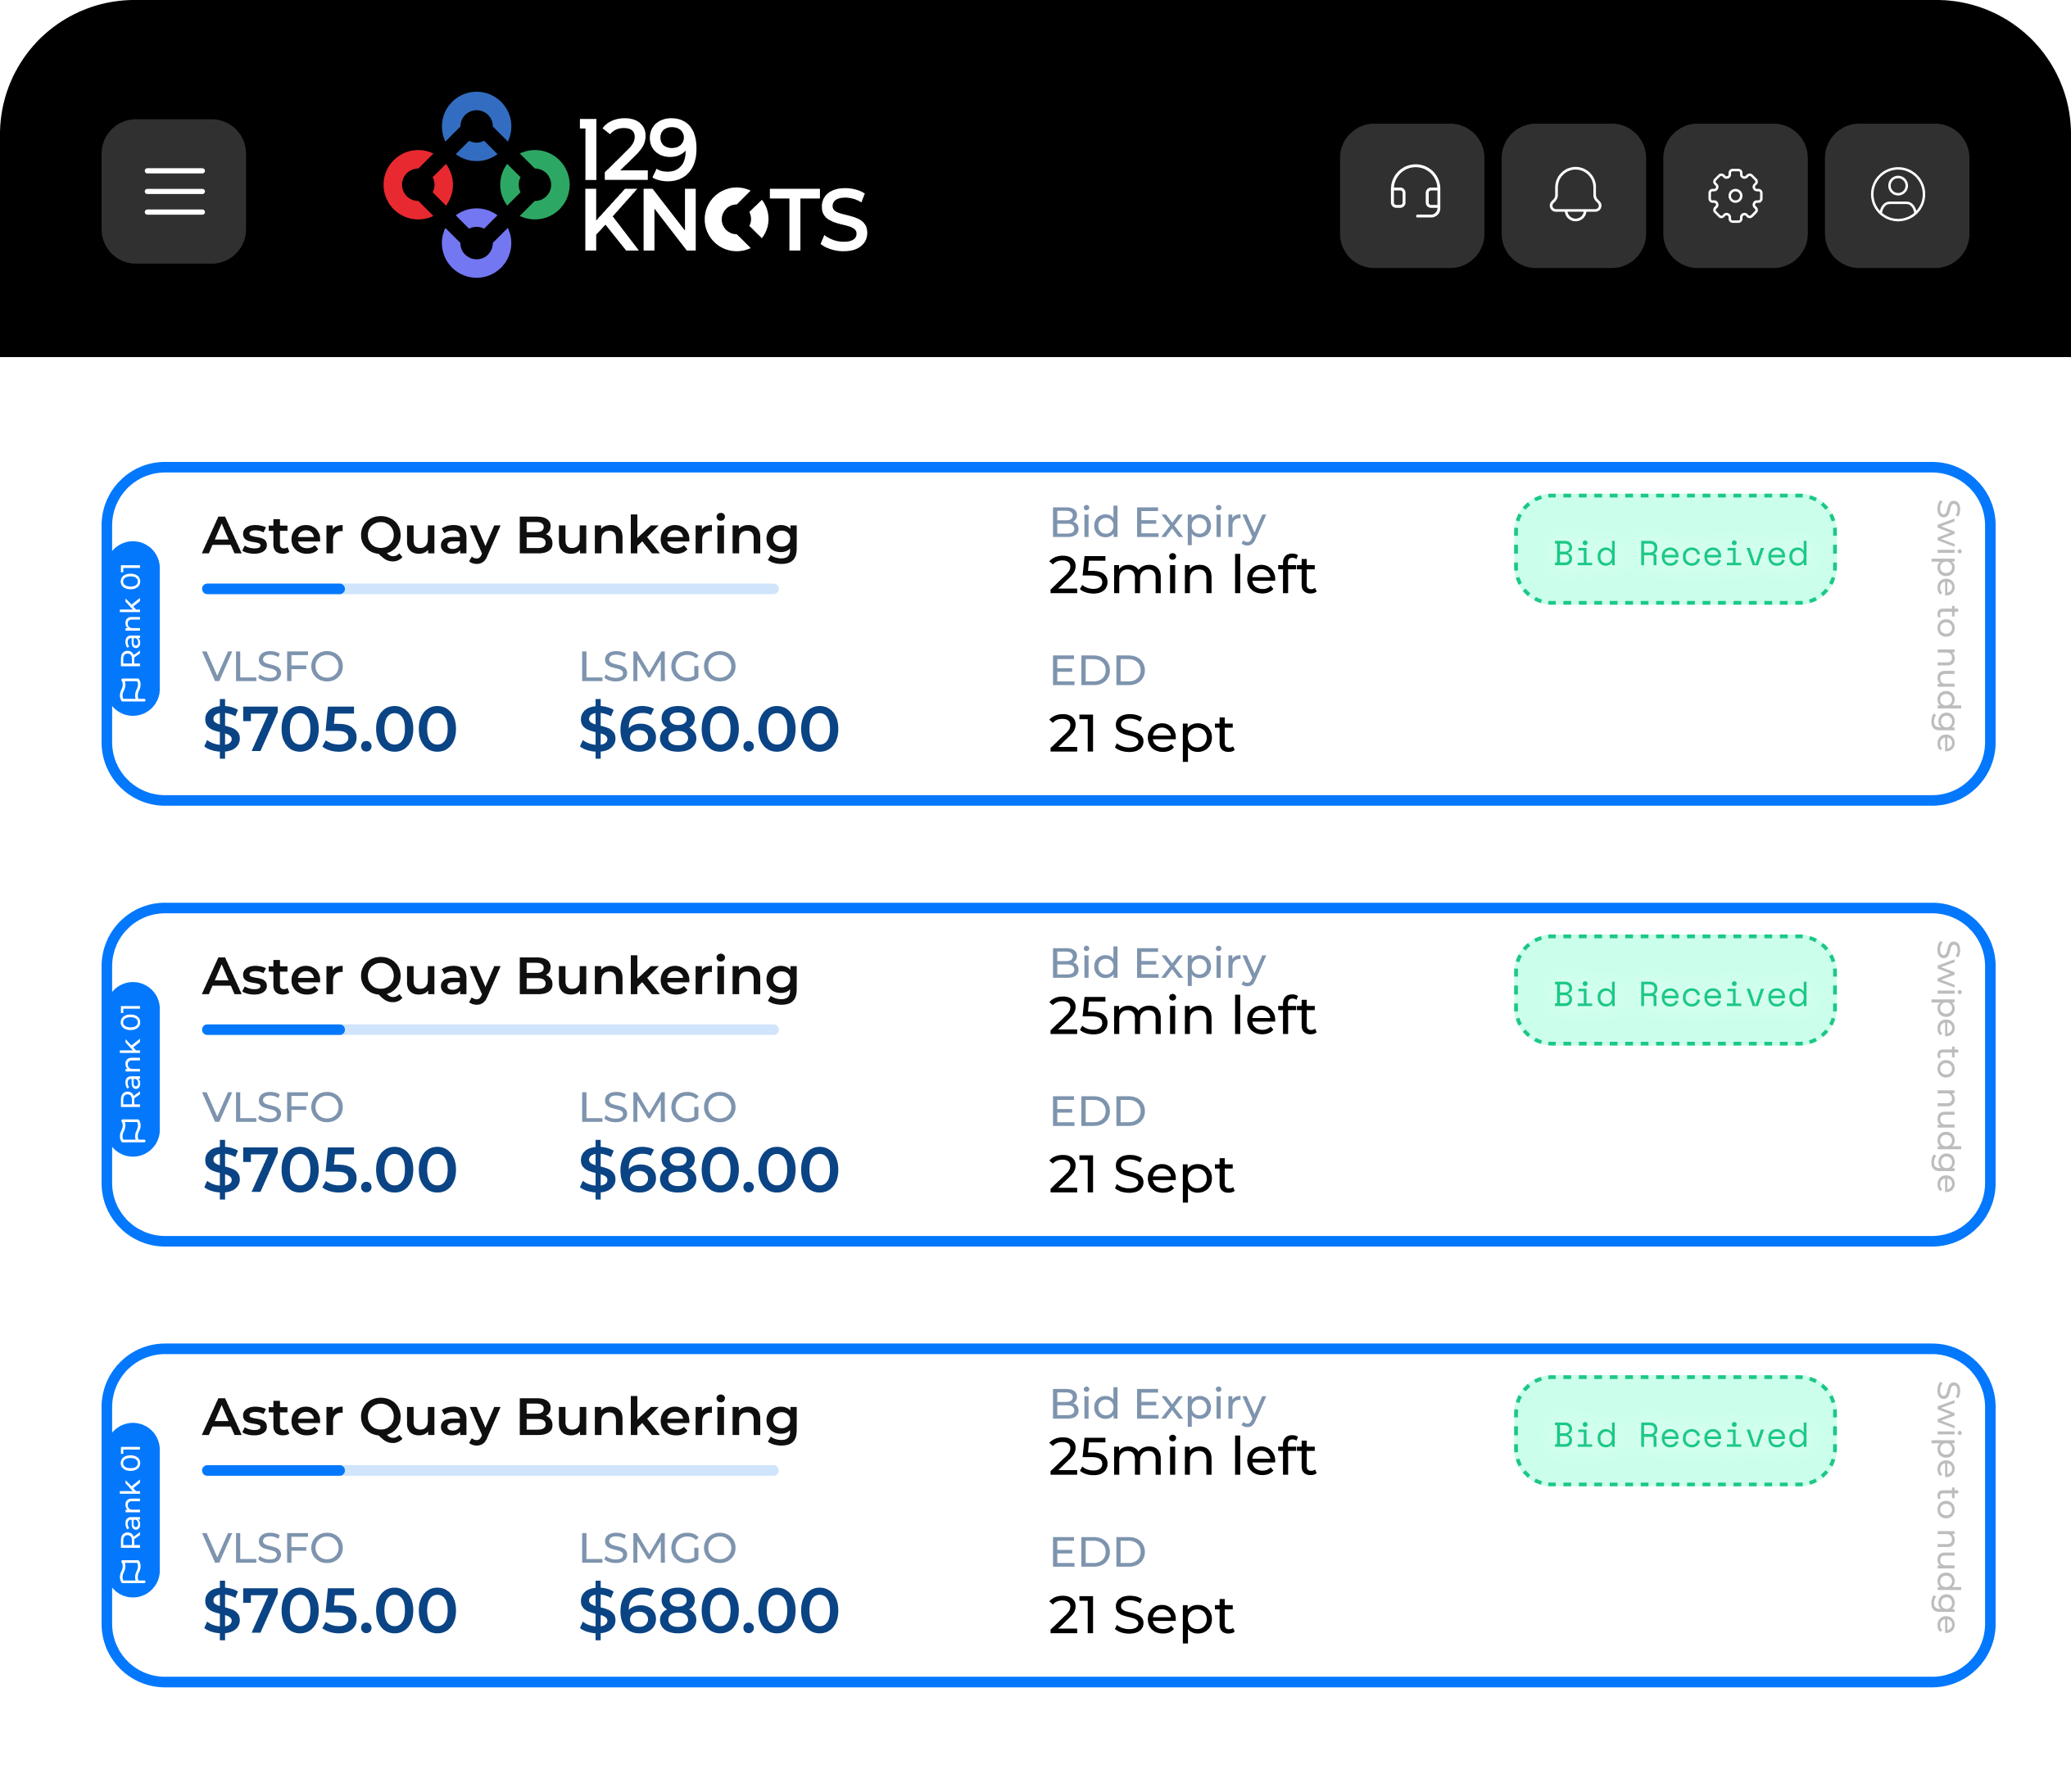 129
KNOTS
Rank 01
Aster Quay Bunkering
VLSFO
$705.00
LSMGO
$680.00
Bid Expiry
25min left
EDD
21 Sept
Bid Received
Swipe to nudge
Rank 01
Aster Quay Bunkering
VLSFO
$705.00
LSMGO
$680.00
Bid Expiry
25min left
EDD
21 Sept
Bid Received
Swipe to nudge
Rank 01
Aster Quay Bunkering
VLSFO
$705.00
LSMGO
$680.00
Bid Expiry
25min left
EDD
21 Sept
Bid Received
Swipe to nudge